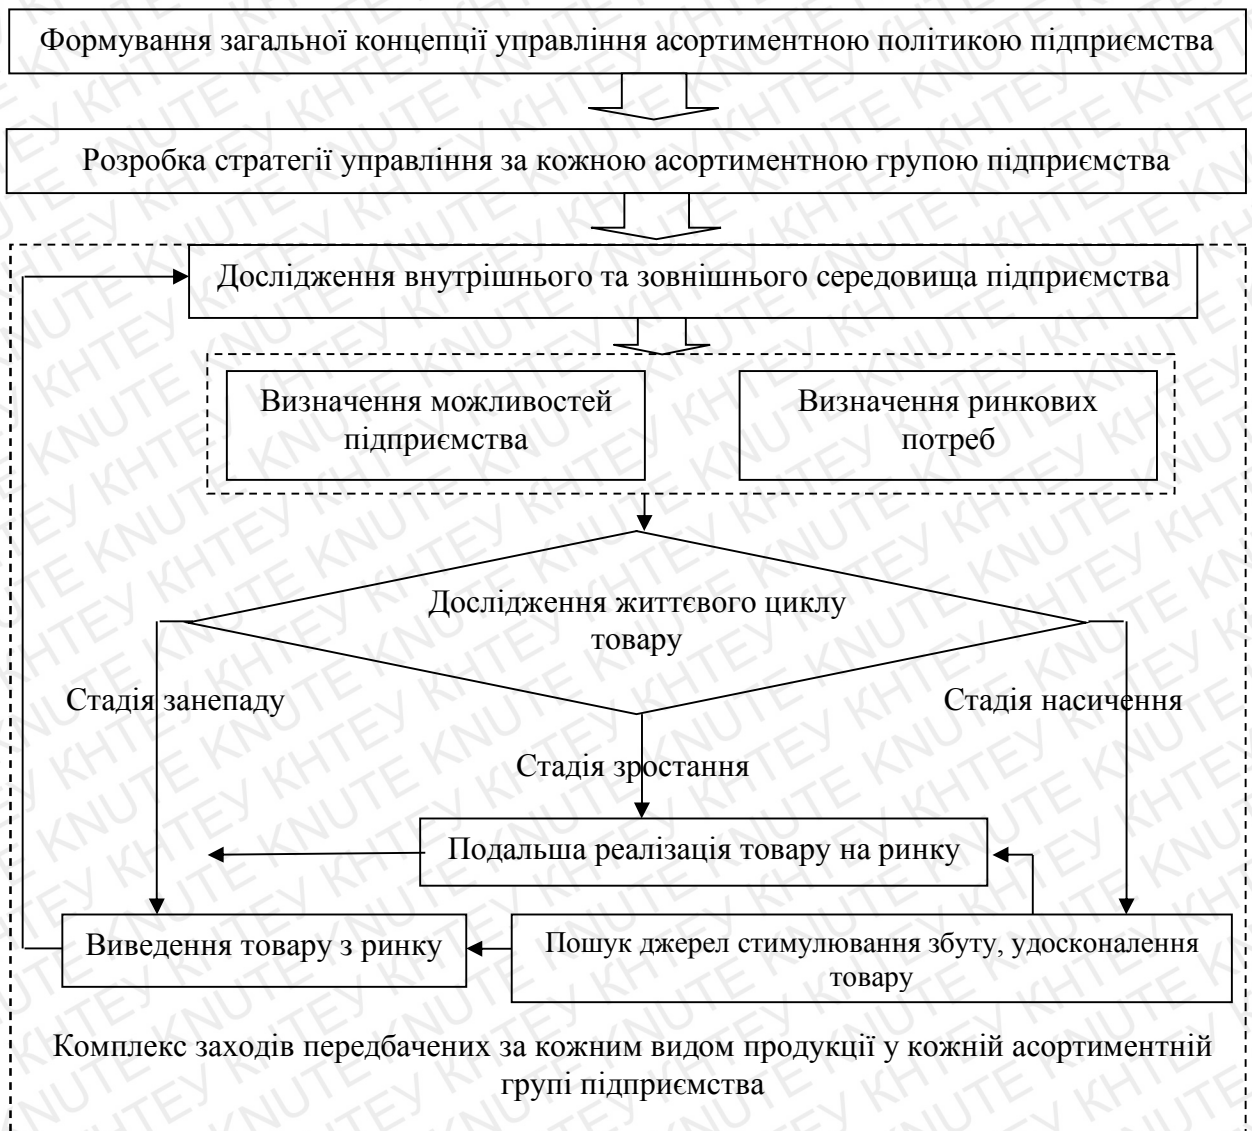 Формування загальної концепції управління асортиментною політикою підприємства
Розробка стратегії управління за кожною асортиментною групою підприємства
Дослідження внутрішнього та зовнішнього середовища підприємства
Визначення можливостей
підприємства
Визначення ринкових
потреб
Дослідження життєвого циклу
товару
Стадія занепаду
Стадія насичення
Стадія зростання
Подальша реалізація товару на ринку
Виведення товару з ринку
Пошук джерел стимулювання збуту, удосконалення
товару
Комплекс заходів передбачених за кожним видом продукції у кожній асортиментній
групі підприємства